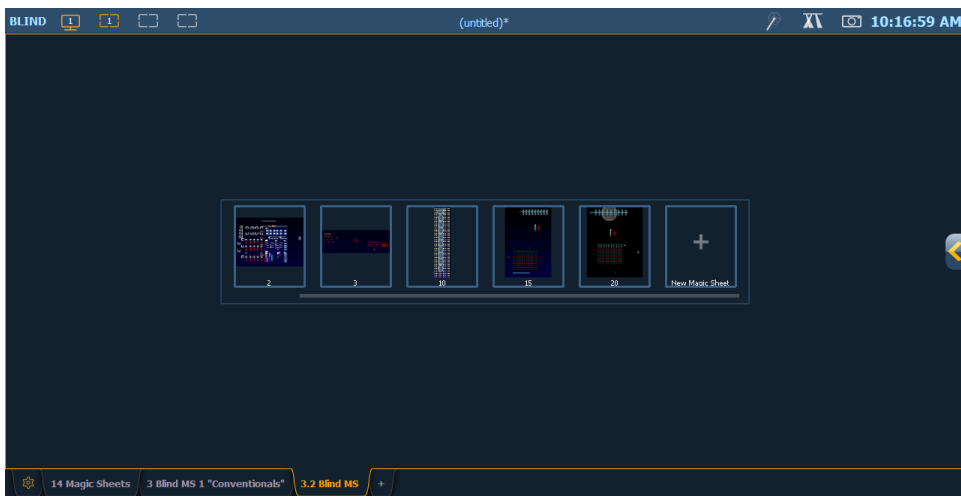 BLIND 1 1 (untitled)* 10:16:59 AM
2 3 10 15 20 New Magic Sheet
14 Magic Sheets 3 Blind MS 1 "Conventionals" 3.2 Blind MS +